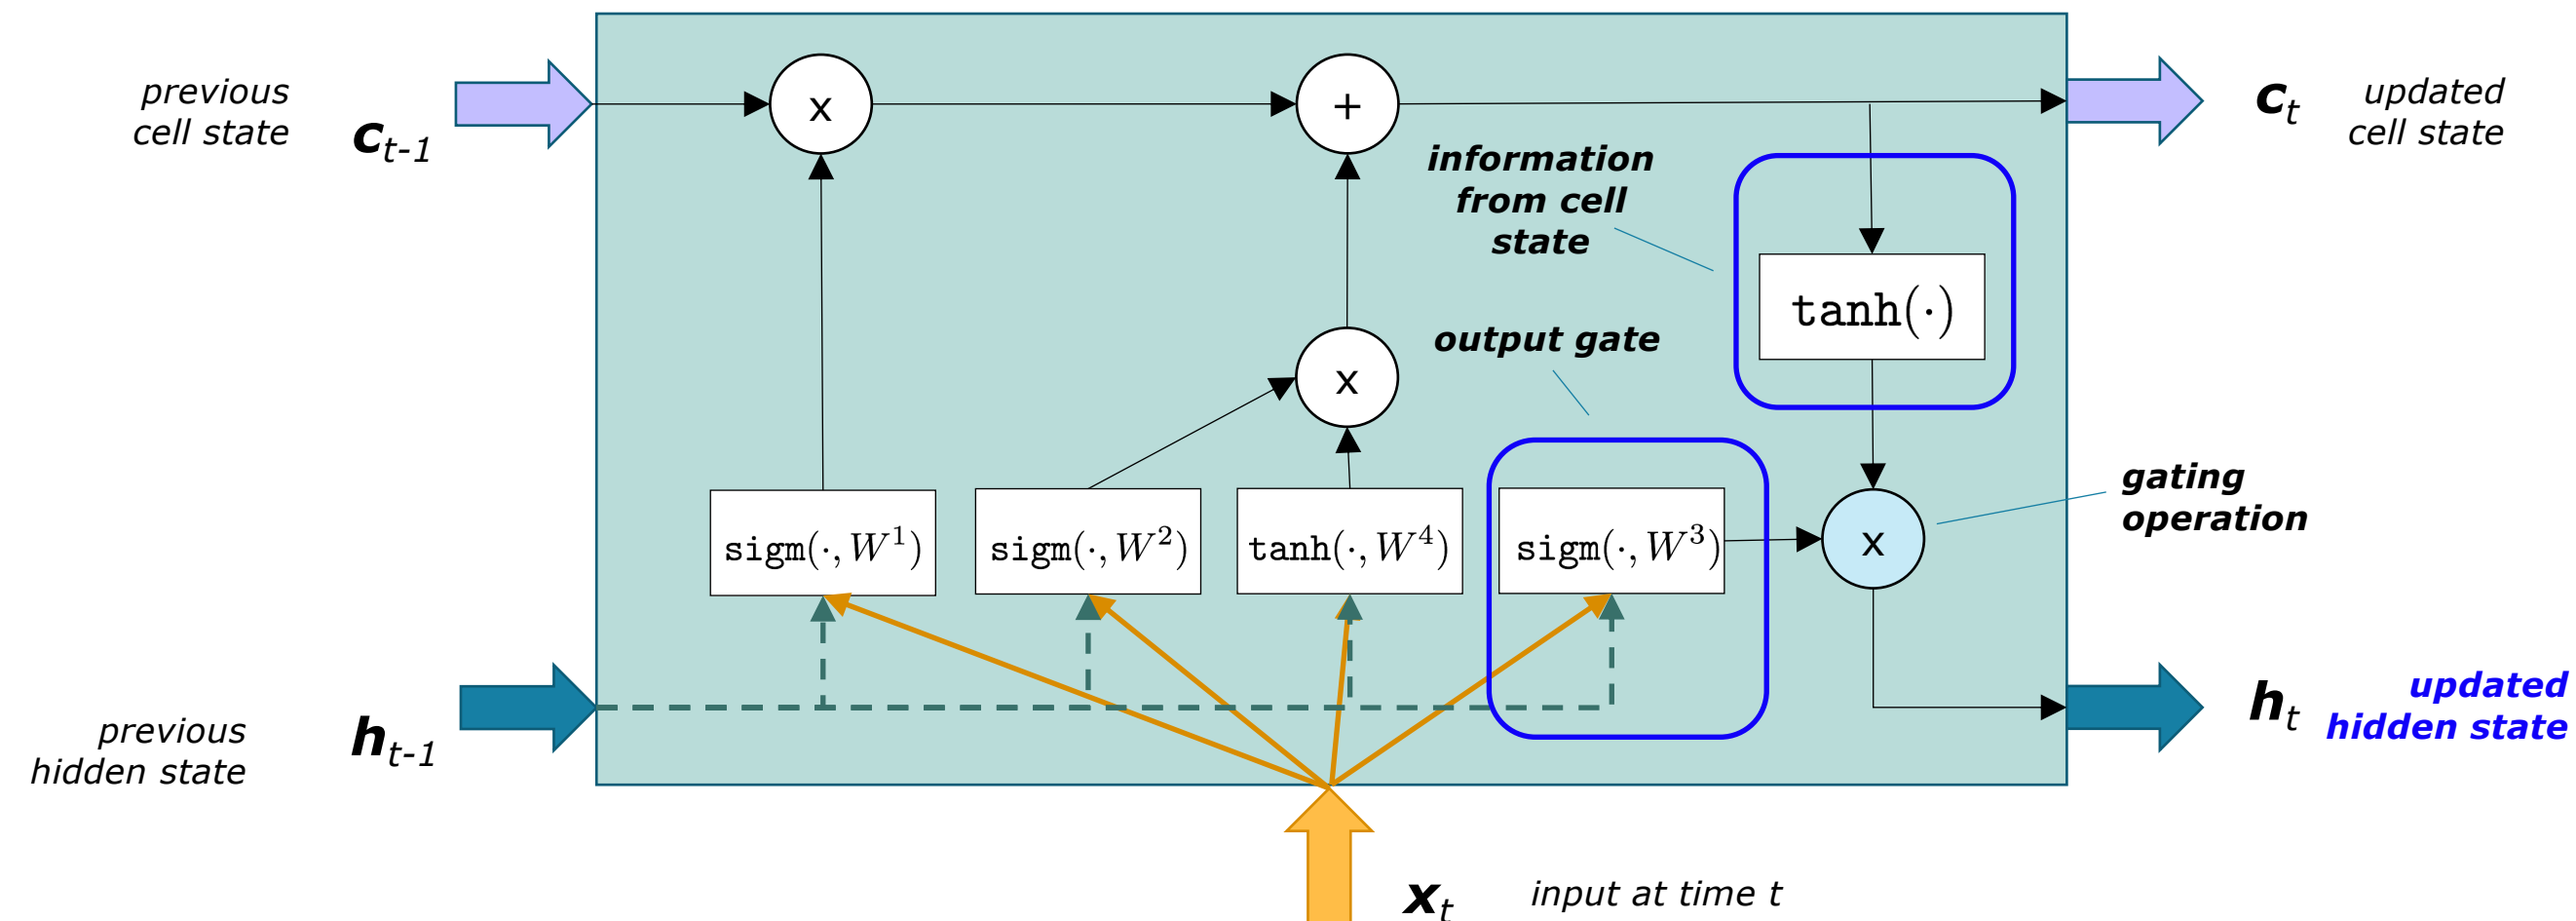 previous
cell state
c_{t-1}
x
+
c_t
updated
cell state
information
from cell
state
tanh(·)
output gate
x
gating
operation
sigm(·, W^1)
sigm(·, W^2)
tanh(·, W^4)
sigm(·, W^3)
x
previous
hidden state
h_{t-1}
h_t
updated
hidden state
x_t
input at time t